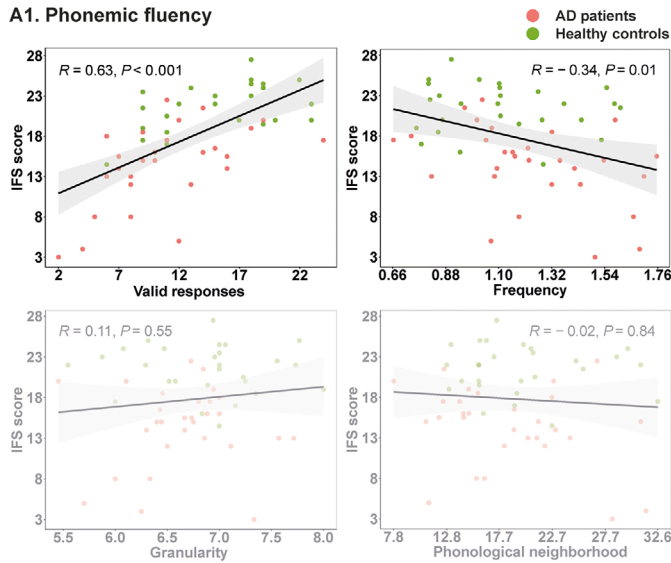 A1. Phonemic fluency
AD patients
Healthy controls
R = 0.63, P < 0.001
IFS score
28
23
18
13
8
3
2 7 12 17 22
Valid responses
R = − 0.34, P = 0.01
IFS score
28
23
18
13
8
3
0.66 0.88 1.10 1.32 1.54 1.76
Frequency
R = 0.11, P = 0.55
IFS score
28
23
18
13
8
3
5.5 6.0 6.5 7.0 7.5 8.0
Granularity
R = − 0.02, P = 0.84
IFS score
28
23
18
13
8
3
7.8 12.8 17.7 22.7 27.7 32.6
Phonological neighborhood